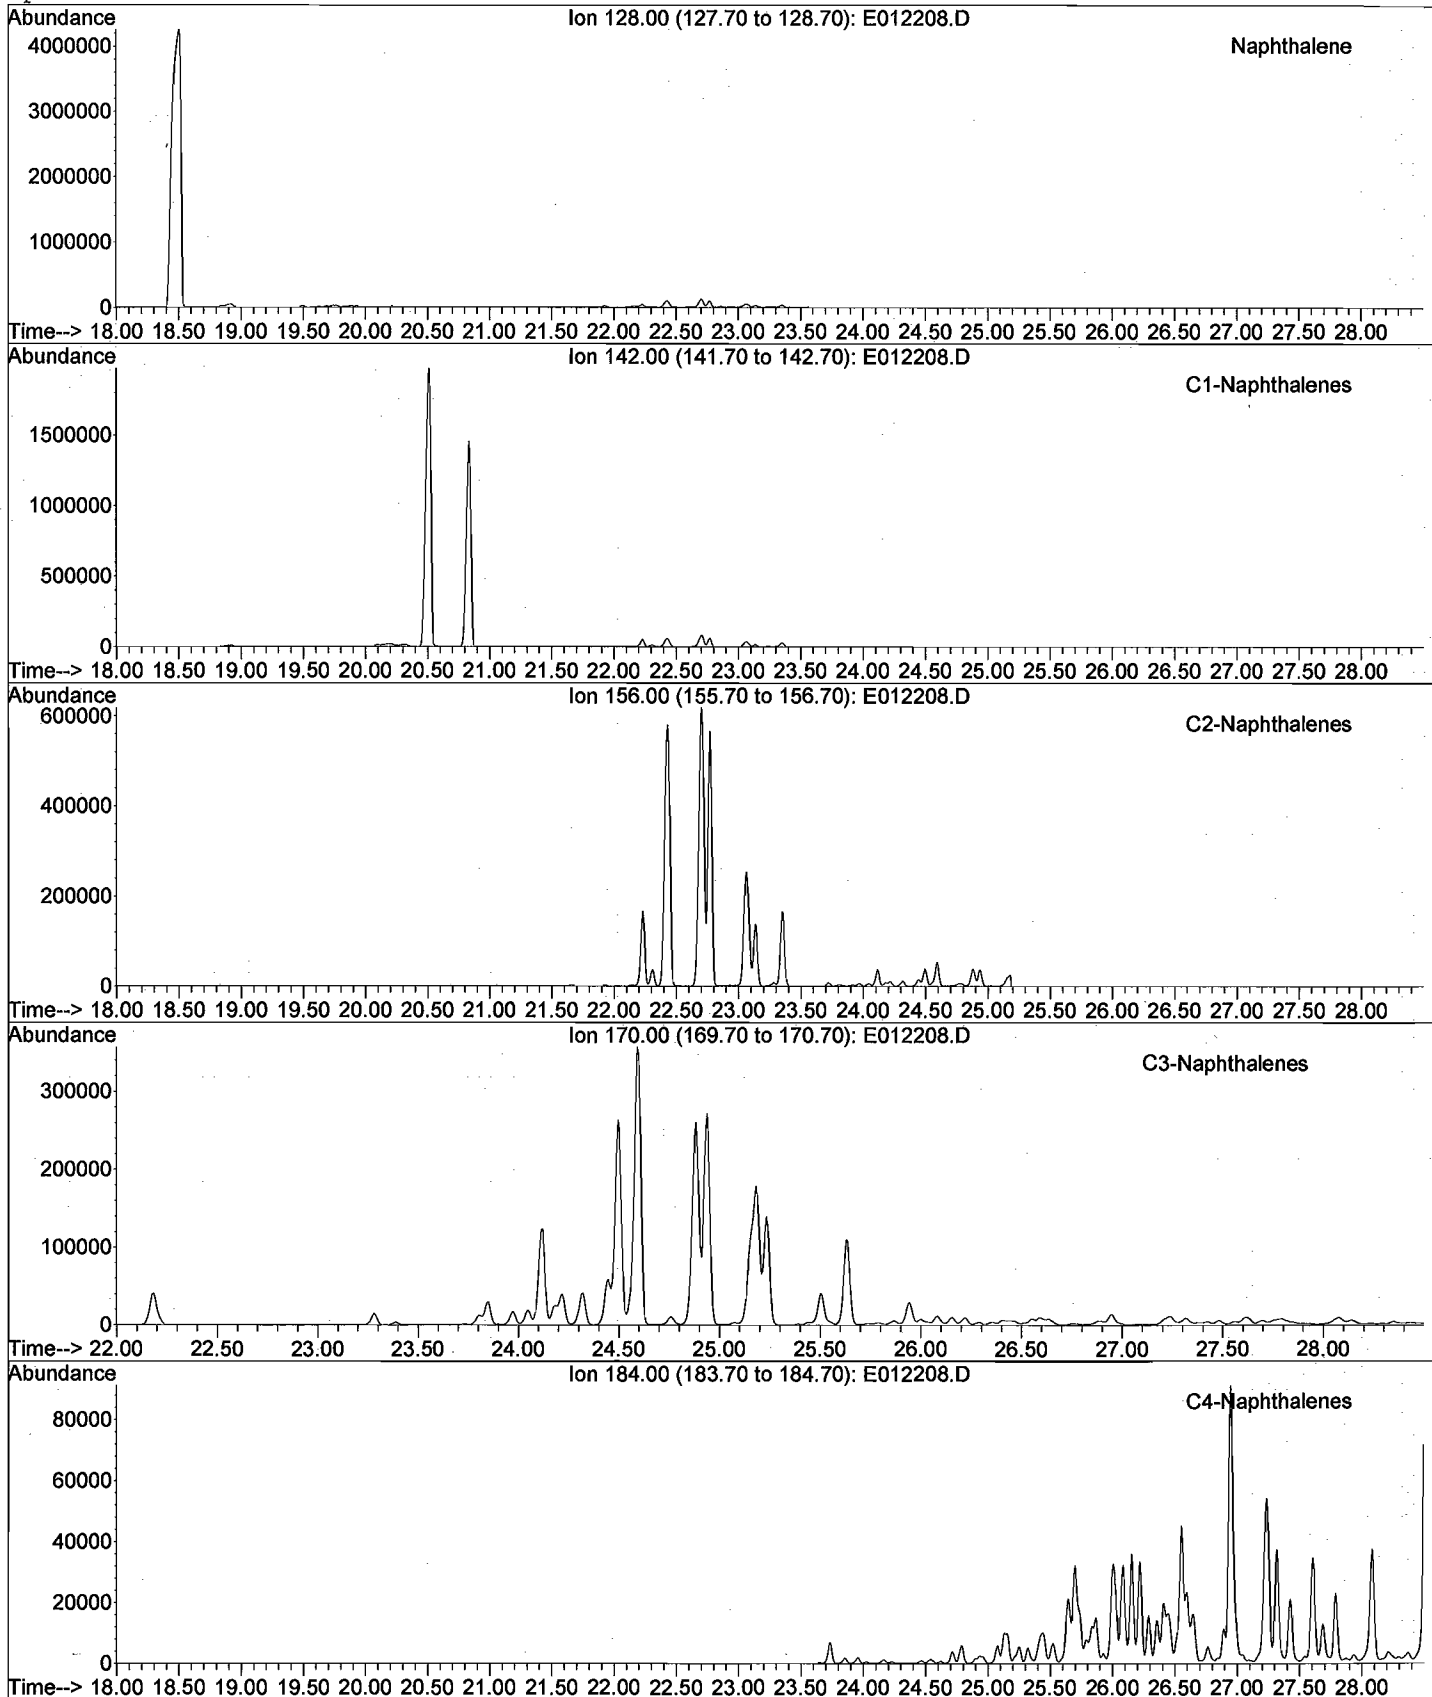 Abundance
Ion 128.00 (127.70 to 128.70): E012208.D
Naphthalene
4000000
3000000
2000000
1000000
0
Time--> 18.00 18.50 19.00 19.50 20.00 20.50 21.00 21.50 22.00 22.50 23.00 23.50 24.00 24.50 25.00 25.50 26.00 26.50 27.00 27.50 28.00
Abundance
Ion 142.00 (141.70 to 142.70): E012208.D
C1-Naphthalenes
1500000
1000000
500000
0
Time--> 18.00 18.50 19.00 19.50 20.00 20.50 21.00 21.50 22.00 22.50 23.00 23.50 24.00 24.50 25.00 25.50 26.00 26.50 27.00 27.50 28.00
Abundance
Ion 156.00 (155.70 to 156.70): E012208.D
C2-Naphthalenes
600000
400000
200000
0
Time--> 18.00 18.50 19.00 19.50 20.00 20.50 21.00 21.50 22.00 22.50 23.00 23.50 24.00 24.50 25.00 25.50 26.00 26.50 27.00 27.50 28.00
Abundance
Ion 170.00 (169.70 to 170.70): E012208.D
C3-Naphthalenes
300000
200000
100000
0
Time--> 22.00 22.50 23.00 23.50 24.00 24.50 25.00 25.50 26.00 26.50 27.00 27.50 28.00
Abundance
Ion 184.00 (183.70 to 184.70): E012208.D
C4-Naphthalenes
80000
60000
40000
20000
0
Time--> 18.00 18.50 19.00 19.50 20.00 20.50 21.00 21.50 22.00 22.50 23.00 23.50 24.00 24.50 25.00 25.50 26.00 26.50 27.00 27.50 28.00